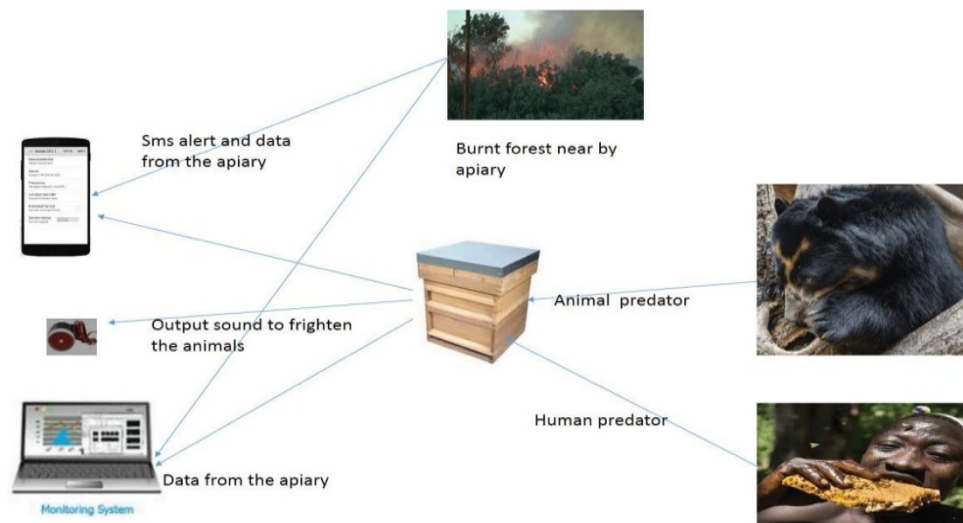 Sms alert and data
from the apiary
Burnt forest near by
apiary
Animal  predator
Output sound to frighten
the animals
Human predator
Data from the apiary
Monitoring System